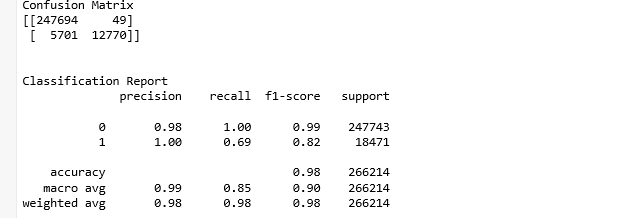 Confusion Matrix
[[247694     49]
 [  5701  12770]]
Classification Report
              precision    recall  f1-score   support
           0       0.98      1.00      0.99    247743
           1       1.00      0.69      0.82     18471
    accuracy                           0.98    266214
   macro avg       0.99      0.85      0.90    266214
weighted avg       0.98      0.98      0.98    266214